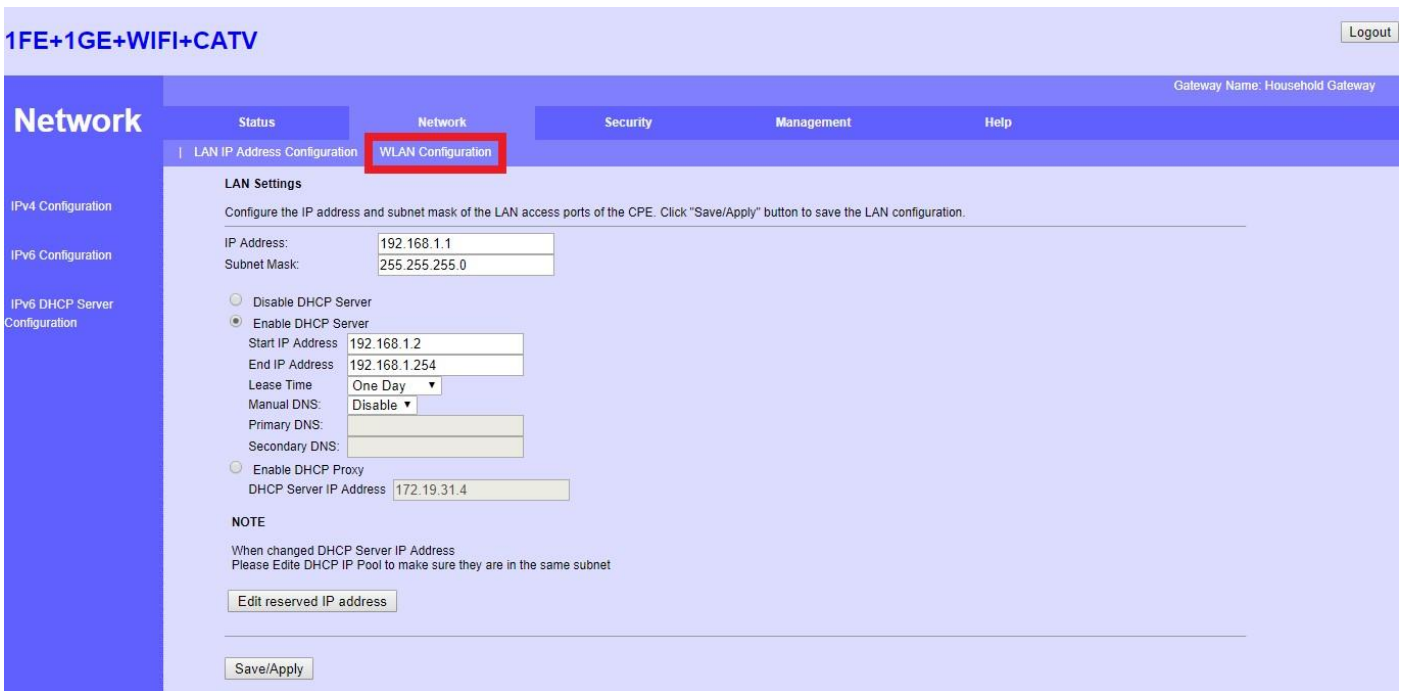 1FE+1GE+WIFI+CATV
Logout
Gateway Name: Household Gateway
Network
Status Network Security Management Help
| LAN IP Address Configuration WLAN Configuration
IPv4 Configuration
IPv6 Configuration
IPv6 DHCP Server
Configuration
LAN Settings
Configure the IP address and subnet mask of the LAN access ports of the CPE. Click "Save/Apply" button to save the LAN configuration.
IP Address: 192.168.1.1
Subnet Mask: 255.255.255.0
Disable DHCP Server
Enable DHCP Server
Start IP Address 192.168.1.2
End IP Address 192.168.1.254
Lease Time One Day
Manual DNS: Disable
Primary DNS:
Secondary DNS:
Enable DHCP Proxy
DHCP Server IP Address 172.19.31.4
NOTE
When changed DHCP Server IP Address
Please Edite DHCP IP Pool to make sure they are in the same subnet
Edit reserved IP address
Save/Apply